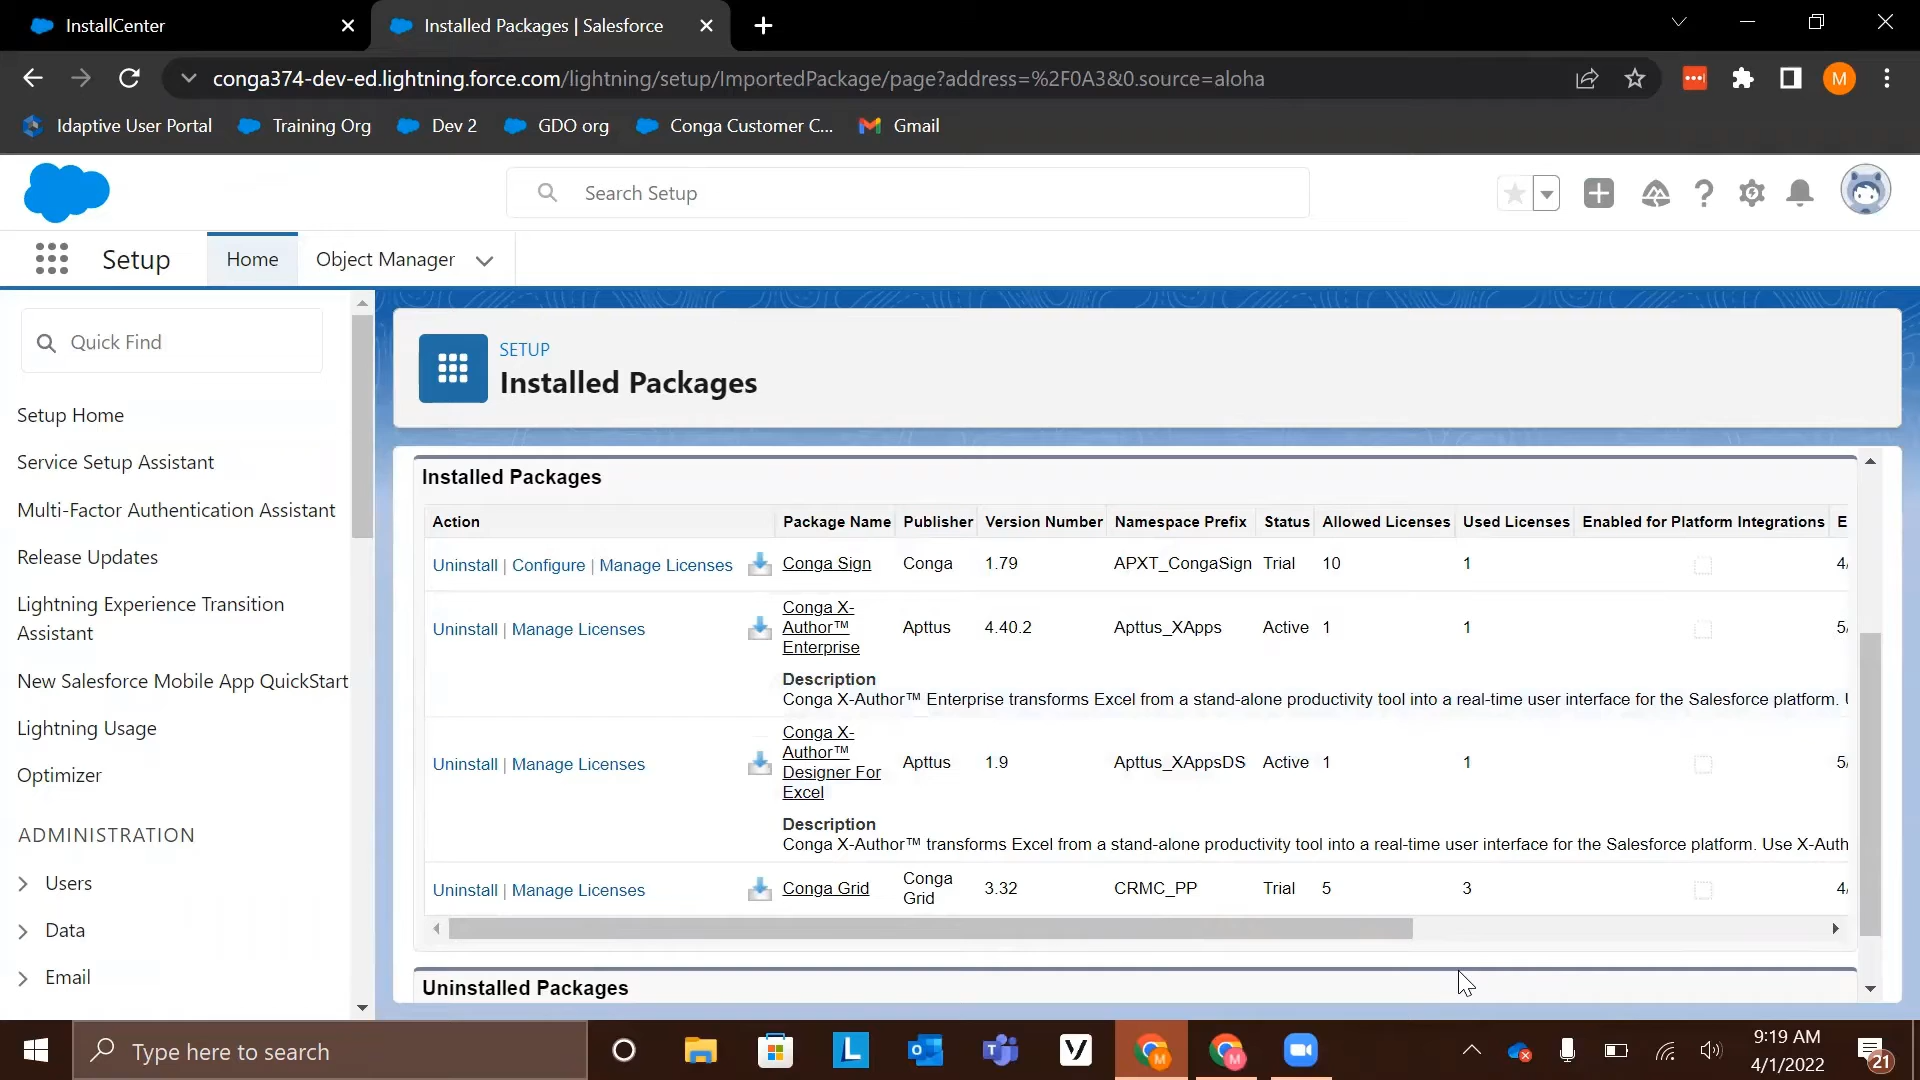 InstallCenter
Installed Packages | Salesforce
conga374-dev-ed.lightning.force.com/lightning/setup/ImportedPackage/page?address=%2F0A3&0.source=aloha
M
Idaptive User Portal
Training Org
Dev 2
GDO org
Conga Customer C...
Gmail
Search Setup
Setup
Home
Object Manager
Quick Find
Setup Home
Service Setup Assistant
Multi-Factor Authentication Assistant
Release Updates
Lightning Experience Transition
Assistant
New Salesforce Mobile App QuickStart
Lightning Usage
Optimizer
ADMINISTRATION
Users
Data
Email
SETUP
Installed Packages
Installed Packages
Action Package Name Publisher Version Number Namespace Prefix Status Allowed Licenses Used Licenses Enabled for Platform Integrations E
Uninstall | Configure | Manage Licenses Conga Sign Conga 1.79 APXT_CongaSign Trial 10 1 4/
Conga X-
Author™
Enterprise
Uninstall | Manage Licenses Apttus 4.40.2 Apttus_XApps Active 1 1 5/
Description
Conga X-Author™ Enterprise transforms Excel from a stand-alone productivity tool into a real-time user interface for the Salesforce platform.
Conga X-
Author™
Designer For
Excel
Uninstall | Manage Licenses Apttus 1.9 Apttus_XAppsDS Active 1 1 5/
Description
Conga X-Author™ transforms Excel from a stand-alone productivity tool into a real-time user interface for the Salesforce platform. Use X-Auth
Uninstall | Manage Licenses Conga Grid Conga
Grid 3.32 CRMC_PP Trial 5 3 4/
Uninstalled Packages
Type here to search
L
M
M
9:19 AM
4/1/2022
21